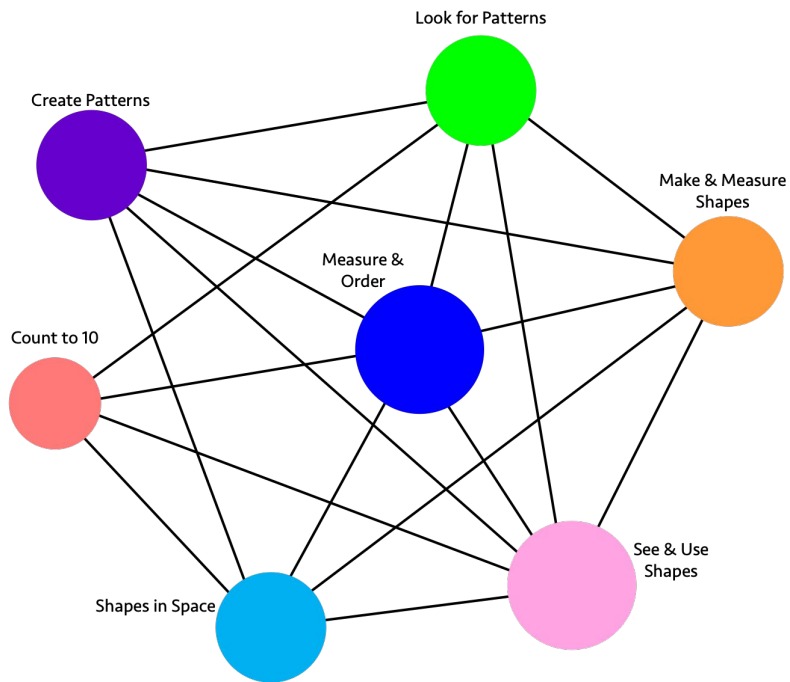 Look for Patterns
Create Patterns
Make & Measure
Shapes
Measure &
Order
Count to 10
See & Use
Shapes
Shapes in Space